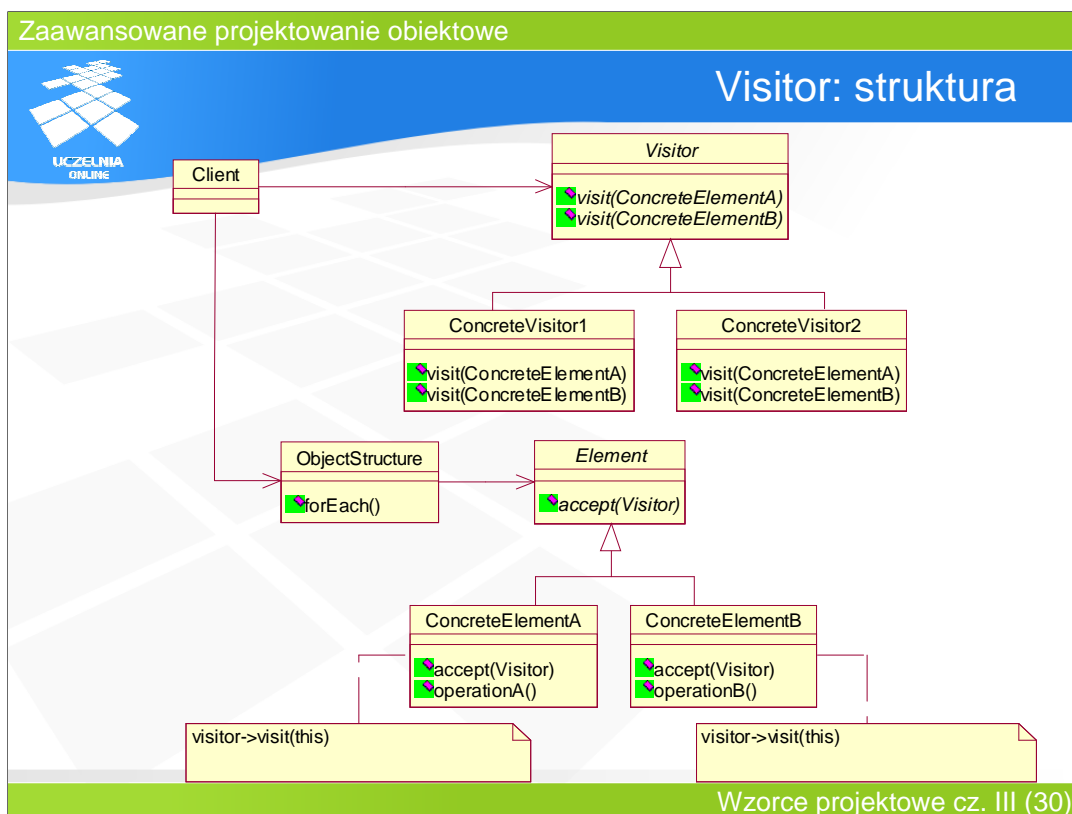 Zaawansowane projektowanie obiektowe
Visitor: struktura
UCZELNIA
ONLINE
Client
Visitor
visit(ConcreteElementA)
visit(ConcreteElementB)
ConcreteVisitor1
visit(ConcreteElementA)
visit(ConcreteElementB)
ConcreteVisitor2
visit(ConcreteElementA)
visit(ConcreteElementB)
ObjectStructure
forEach()
Element
accept(Visitor)
ConcreteElementA
accept(Visitor)
operationA()
ConcreteElementB
accept(Visitor)
operationB()
visitor->visit(this)
visitor->visit(this)
Wzorce projektowe cz. III (30)